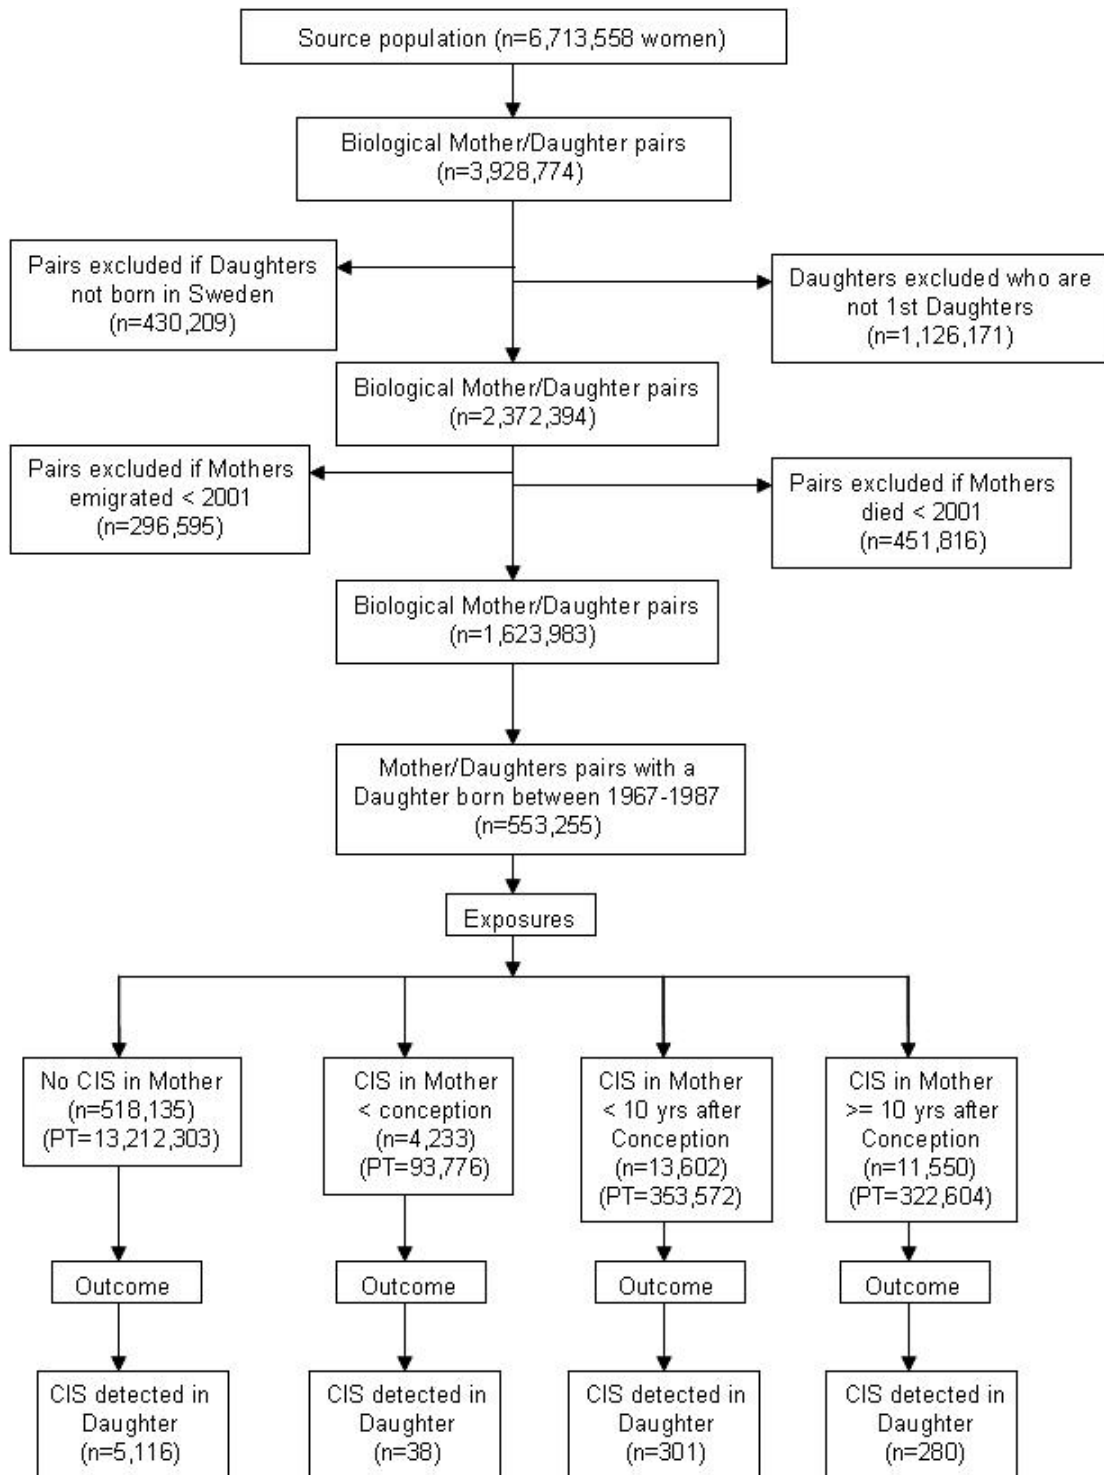 Source population (n=6,713,558 women)
Biological Mother/Daughter pairs
(n=3,928,774)
Pairs excluded if Daughters
not born in Sweden
(n=430,209)
Daughters excluded who are
not 1st Daughters
(n=1,126,171)
Biological Mother/Daughter pairs
(n=2,372,394)
Pairs excluded if Mothers
emigrated < 2001
(n=296,595)
Pairs excluded if Mothers
died < 2001
(n=451,816)
Biological Mother/Daughter pairs
(n=1,623,983)
Mother/Daughters pairs with a
Daughter born between 1967-1987
(n=553,255)
Exposures
No CIS in Mother
(n=518,135)
(PT=13,212,303)
CIS in Mother
< conception
(n=4,233)
(PT=93,776)
CIS in Mother
< 10 yrs after
Conception
(n=13,602)
(PT=353,572)
CIS in Mother
>= 10 yrs after
Conception
(n=11,550)
(PT=322,604)
Outcome
Outcome
Outcome
Outcome
CIS detected in
Daughter
(n=5,116)
CIS detected in
Daughter
(n=38)
CIS detected in
Daughter
(n=301)
CIS detected in
Daughter
(n=280)